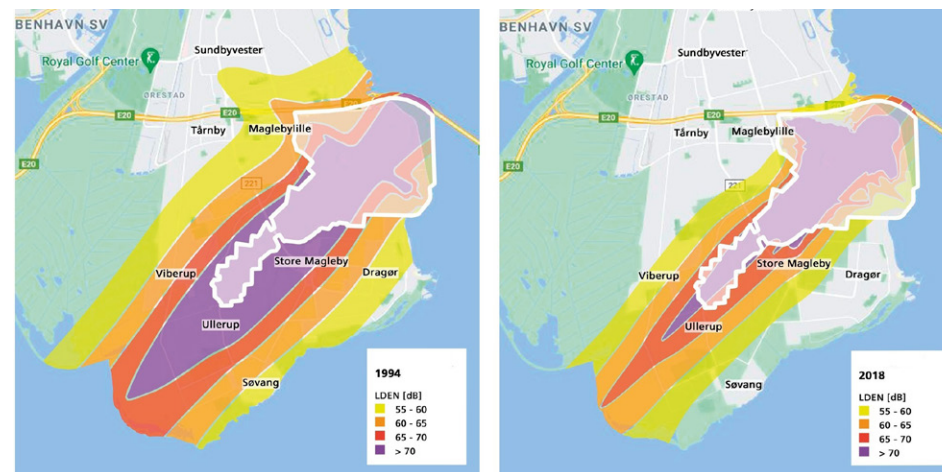 BENHAVN SV
Royal Golf Center
Sundbyvester
ØRESTAD
E20
E20
Tårnby
Maglebylille
221
E20
Viberup
Store Magleby
Dragør
Ullerup
Søvang
1994
LDEN [dB]
55 - 60
60 - 65
65 - 70
> 70
BENHAVN SV
Royal Golf Center
Sundbyvester
ØRESTAD
E20
E20
Tårnby
Maglebylille
E20
Viberup
Store Magleby
Dragør
Ullerup
Søvang
2018
LDEN [dB]
55 - 60
60 - 65
65 - 70
> 70